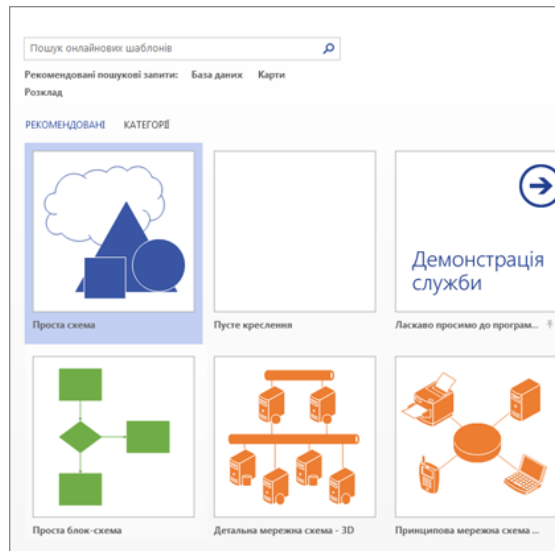 Пошук онлайнових шаблонів
Рекомендовані пошукові запити: База даних Карти
Розклад
РЕКОМЕНДОВАНІ КАТЕГОРІЇ
Демонстрація
служби
Проста схема Пусте креслення Ласкаво просимо до програм...
Проста блок-схема Детальна мережна схема - 3D Принципова мережна схема ...